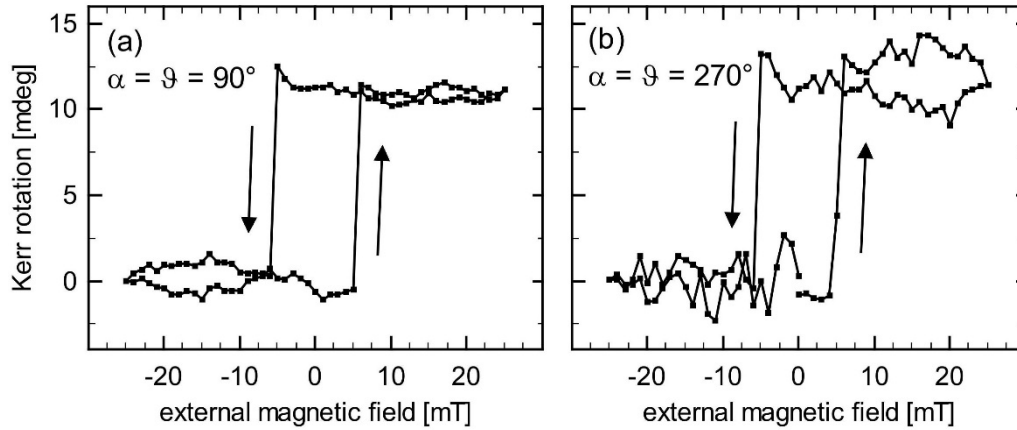 Kerr rotation [mdeg]
15
10
5
0
(a)
α = ϑ = 90°
-20 -10 0 10 20
external magnetic field [mT]
(b)
α = ϑ = 270°
-20 -10 0 10 20
external magnetic field [mT]